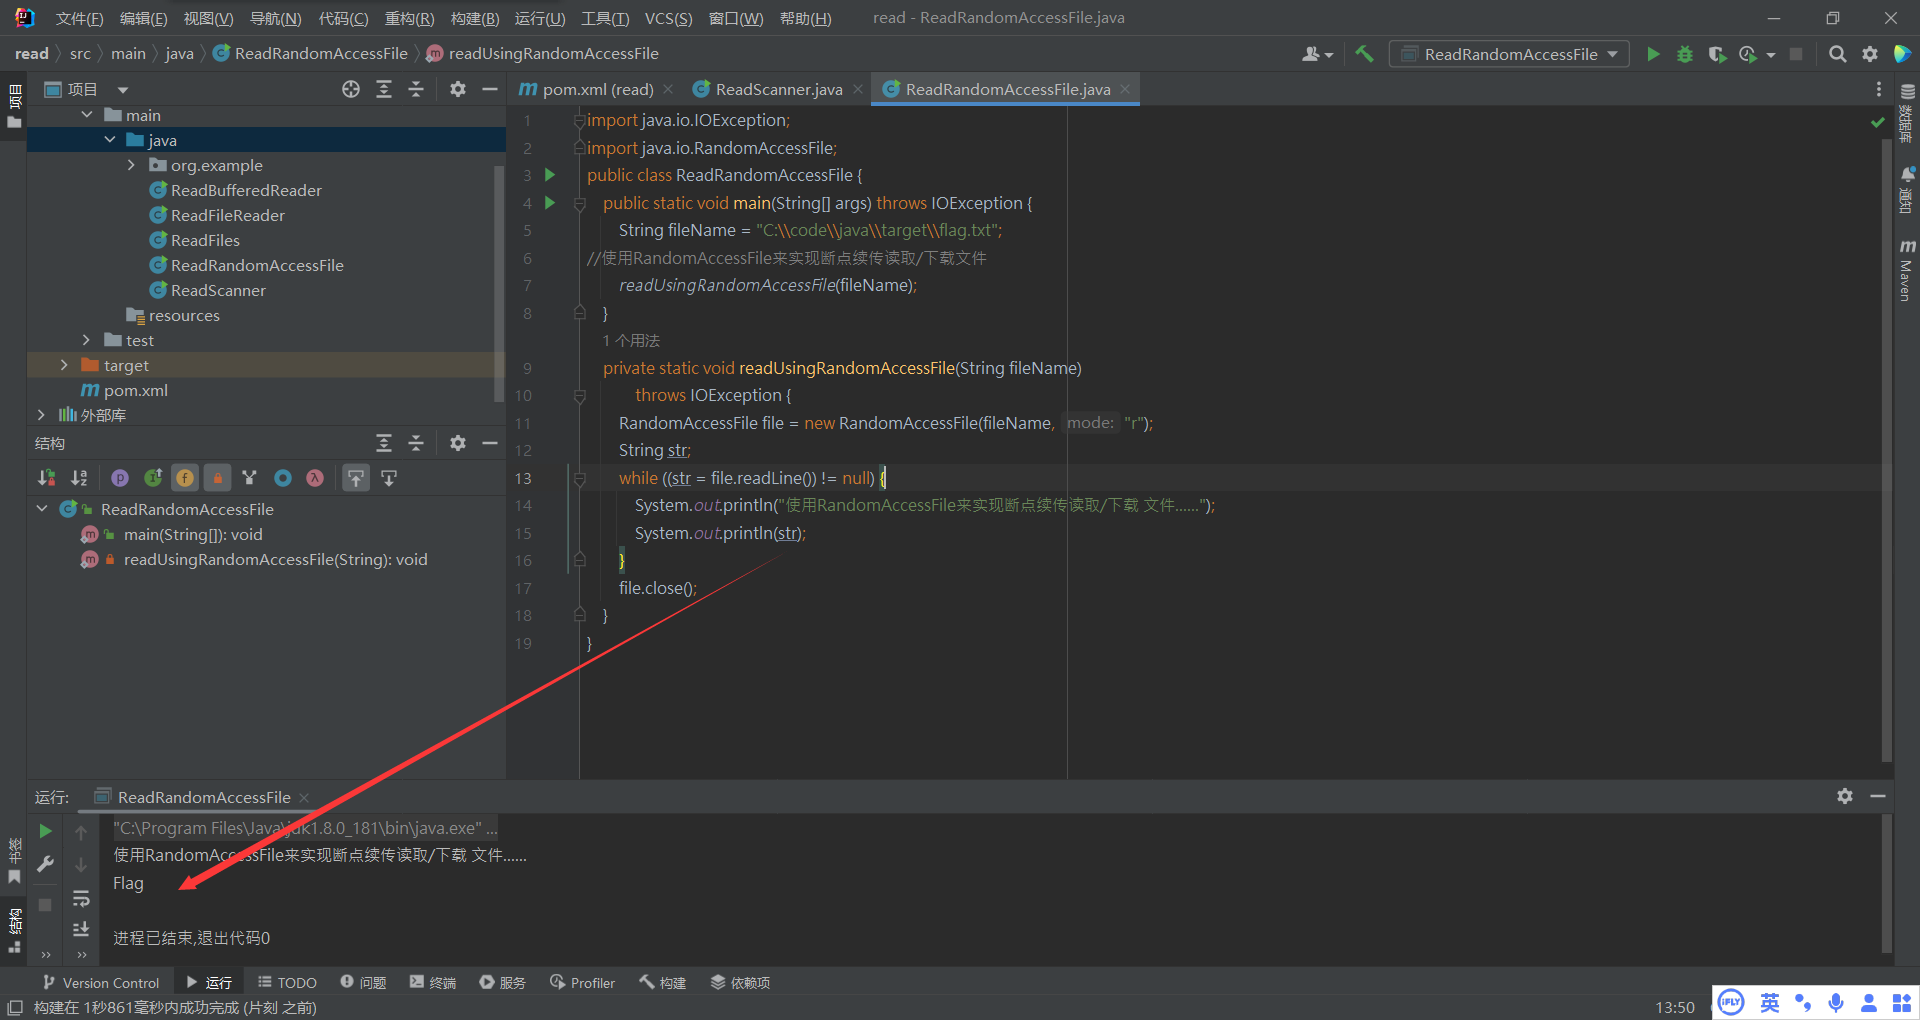 文件(F) 编辑(E) 视图(V) 导航(N) 代码(C) 重构(R) 构建(B) 运行(U) 工具(T) VCS(S) 窗口(W) 帮助(H) read - ReadRandomAccessFile.java
read src main java ReadRandomAccessFile readUsingRandomAccessFile ReadRandomAccessFile
项目
项目
main
java
org.example
ReadBufferedReader
ReadFileReader
ReadFiles
ReadRandomAccessFile
ReadScanner
resources
test
target
pom.xml
外部库
结构
ReadRandomAccessFile
main(String[]): void
readUsingRandomAccessFile(String): void
pom.xml (read) ReadScanner.java ReadRandomAccessFile.java
1 import java.io.IOException;
2 import java.io.RandomAccessFile;
3 public class ReadRandomAccessFile {
4 public static void main(String[] args) throws IOException {
5 String fileName = "C:\\code\\java\\target\\flag.txt";
6 //使用RandomAccessFile来实现断点续传读取/下载文件
7 readUsingRandomAccessFile(fileName);
8 }
1 个用法
9 private static void readUsingRandomAccessFile(String fileName)
10 throws IOException {
11 RandomAccessFile file = new RandomAccessFile(fileName, mode: "r");
12 String str;
13 while ((str = file.readLine()) != null) {
14 System.out.println("使用RandomAccessFile来实现断点续传读取/下载 文件......");
15 System.out.println(str);
16 }
17 file.close();
18 }
19 }
数据库
通知
Maven
运行: ReadRandomAccessFile
"C:\Program Files\Java\jdk1.8.0_181\bin\java.exe" ...
使用RandomAccessFile来实现断点续传读取/下载 文件......
Flag
进程已结束,退出代码0
书签
结构
Version Control 运行 TODO 问题 终端 服务 Profiler 构建 依赖项
构建在 1秒861毫秒内成功完成 (片刻 之前) 13:50
iFLY 英